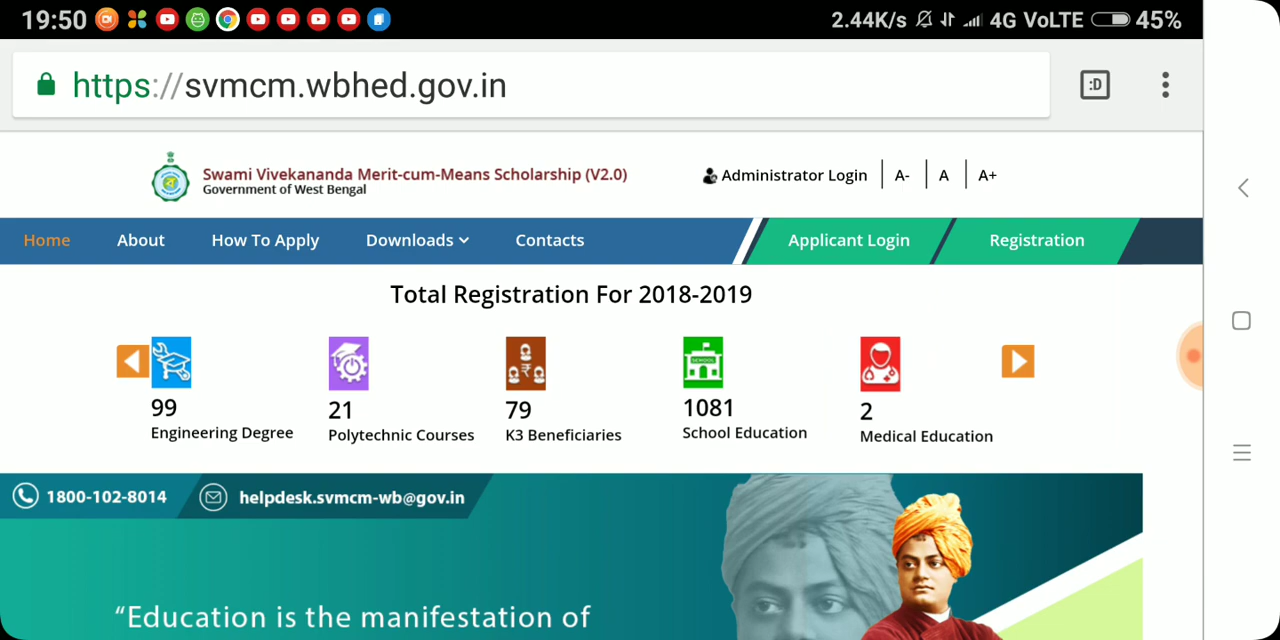 19:50 2.44K/s 4G VoLTE 45%
https://svmcm.wbhed.gov.in :D
Swami Vivekananda Merit-cum-Means Scholarship (V2.0)
Government of West Bengal
Administrator Login A- A A+
Home About How To Apply Downloads Contacts Applicant Login Registration
Total Registration For 2018-2019
SCHOOL
99 21 79 1081 2
Engineering Degree Polytechnic Courses K3 Beneficiaries School Education Medical Education
1800-102-8014 helpdesk.svmcm-wb@gov.in
“Education is the manifestation of